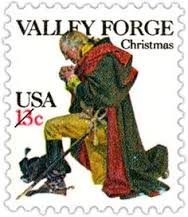 VALLEY FORGE
Christmas
USA
13c